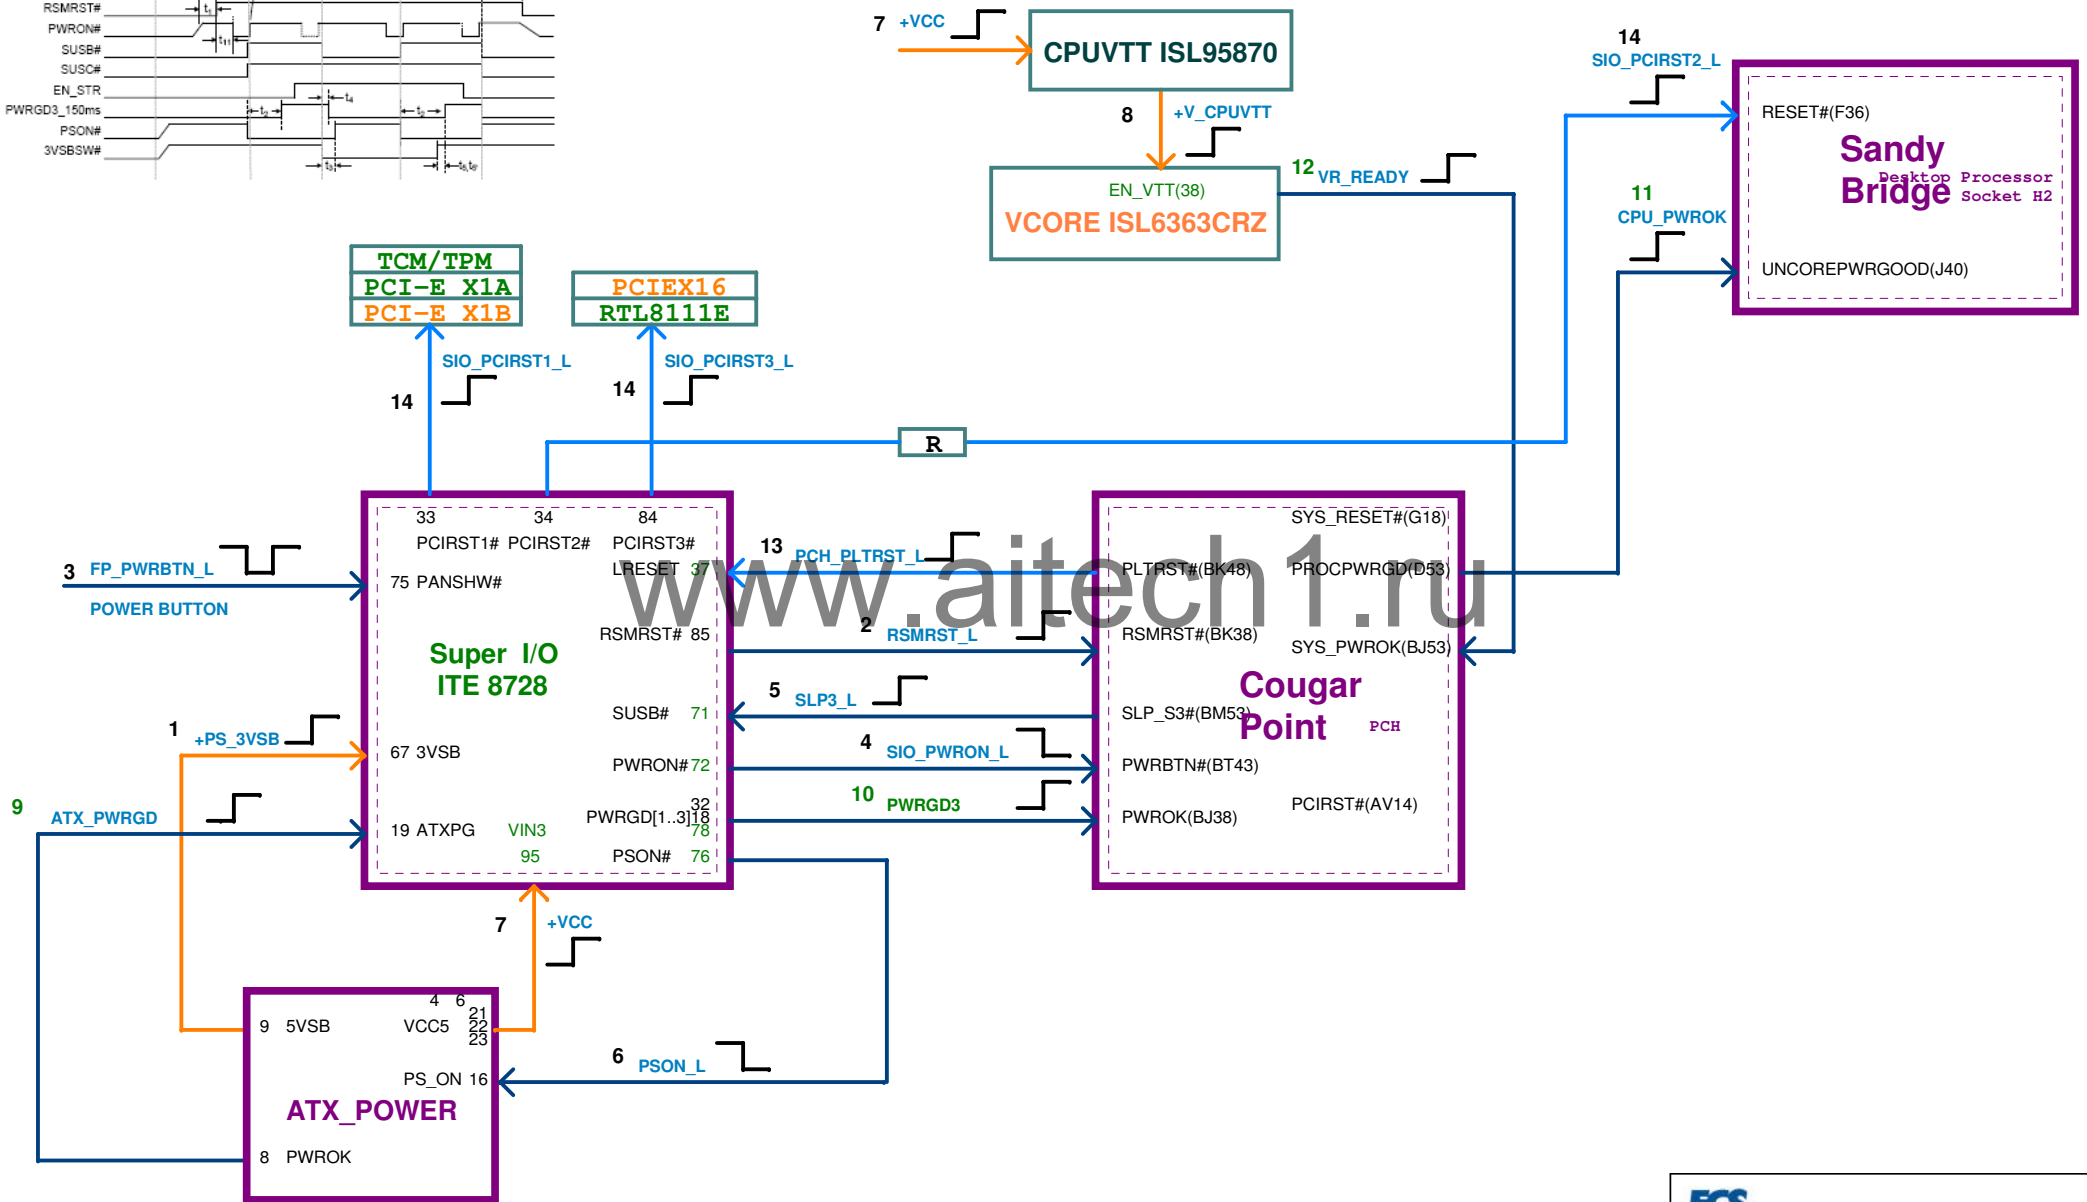 RSMRST#
t1
PWRON#
t11
SUSB#
SUSC#
EN_STR
t4
PWRGD3_150ms
t2
t2
PSON#
3VSBSW#
t3
7 +VCC
CPUVTT ISL95870
8 +V_CPUVTT
EN_VTT(38)
VCORE ISL6363CRZ
12 VR_READY
14
SIO_PCIRST2_L
RESET#(F36)
Sandy
Bridge
Desktop Processor
Socket H2
11
CPU_PWROK
UNCOREPWRGOOD(J40)
TCM/TPM
PCI-E X1A
PCI-E X1B
PCIEX16
RTL8111E
SIO_PCIRST1_L
14
SIO_PCIRST3_L
14
R
33 34 84
PCIRST1# PCIRST2# PCIRST3#
LRESET 37
3 FP_PWRBTN_L
POWER BUTTON
75 PANSHW#
RSMRST# 85
Super I/O
ITE 8728
SUSB# 71
67 3VSB
PWRON# 72
32
PWRGD[1..3] 18
78
19 ATXPG
VIN3
95
PSON# 76
1 +PS_3VSB
9
ATX_PWRGD
13 PCH_PLTRST_L
2 RSMRST_L
5 SLP3_L
4 SIO_PWRON_L
10 PWRGD3
SYS_RESET#(G18)
PLTRST#(BK48) PROCPWRGD(D53)
RSMRST#(BK38)
SYS_PWROK(BJ53)
Cougar
Point PCH
SLP_S3#(BM53)
PWRBTN#(BT43)
PCIRST#(AV14)
PWROK(BJ38)
www.aitech1.ru
7 +VCC
4 6
21
9 5VSB VCC5 22
23
PS_ON 16
6 PSON_L
ATX_POWER
8 PWROK
ECS